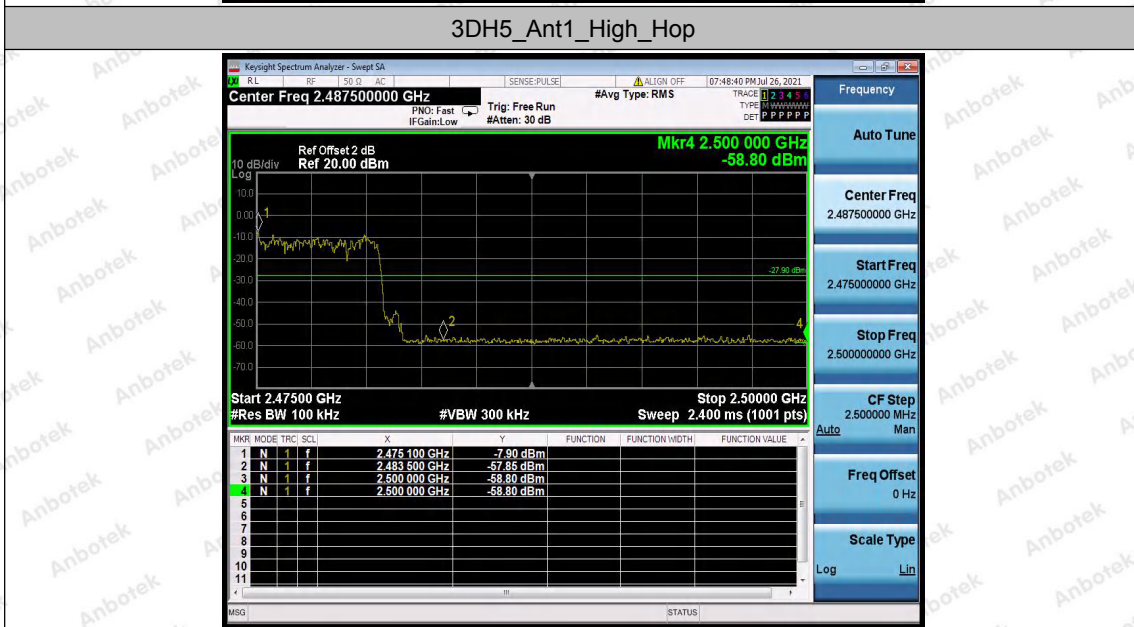 3DH5_Ant1_High_Hop
Keysight Spectrum Analyzer - Swept SA
RL RF 50 Ω AC SENSE:PULSE ALIGN OFF 07:48:40 PM Jul 26, 2021
Center Freq 2.487500000 GHz
PNO: Fast
IFGain:Low
Trig: Free Run
#Atten: 30 dB
#Avg Type: RMS
TRACE 1 2 3 4 5 6
TYPE M WWWWW
DET P P P P P P
Mkr4 2.500 000 GHz
-58.80 dBm
Ref Offset 2 dB
10 dB/div Ref 20.00 dBm
Log
10.0
0.00
-10.0
-20.0
-30.0
-40.0
-50.0
-60.0
-70.0
1
2
4
-27.90 dBm
Start 2.47500 GHz Stop 2.50000 GHz
#Res BW 100 kHz #VBW 300 kHz Sweep 2.400 ms (1001 pts)
MKR MODE TRC SCL X Y FUNCTION FUNCTION WIDTH FUNCTION VALUE
1 N 1 f 2.475 100 GHz -7.90 dBm
2 N 1 f 2.483 500 GHz -57.85 dBm
3 N 1 f 2.500 000 GHz -58.80 dBm
4 N 1 f 2.500 000 GHz -58.80 dBm
5
6
7
8
9
10
11
MSG STATUS
Frequency
Auto Tune
Center Freq
2.487500000 GHz
Start Freq
2.475000000 GHz
Stop Freq
2.500000000 GHz
CF Step
2.500000 MHz
Auto Man
Freq Offset
0 Hz
Scale Type
Log Lin
Anbotek